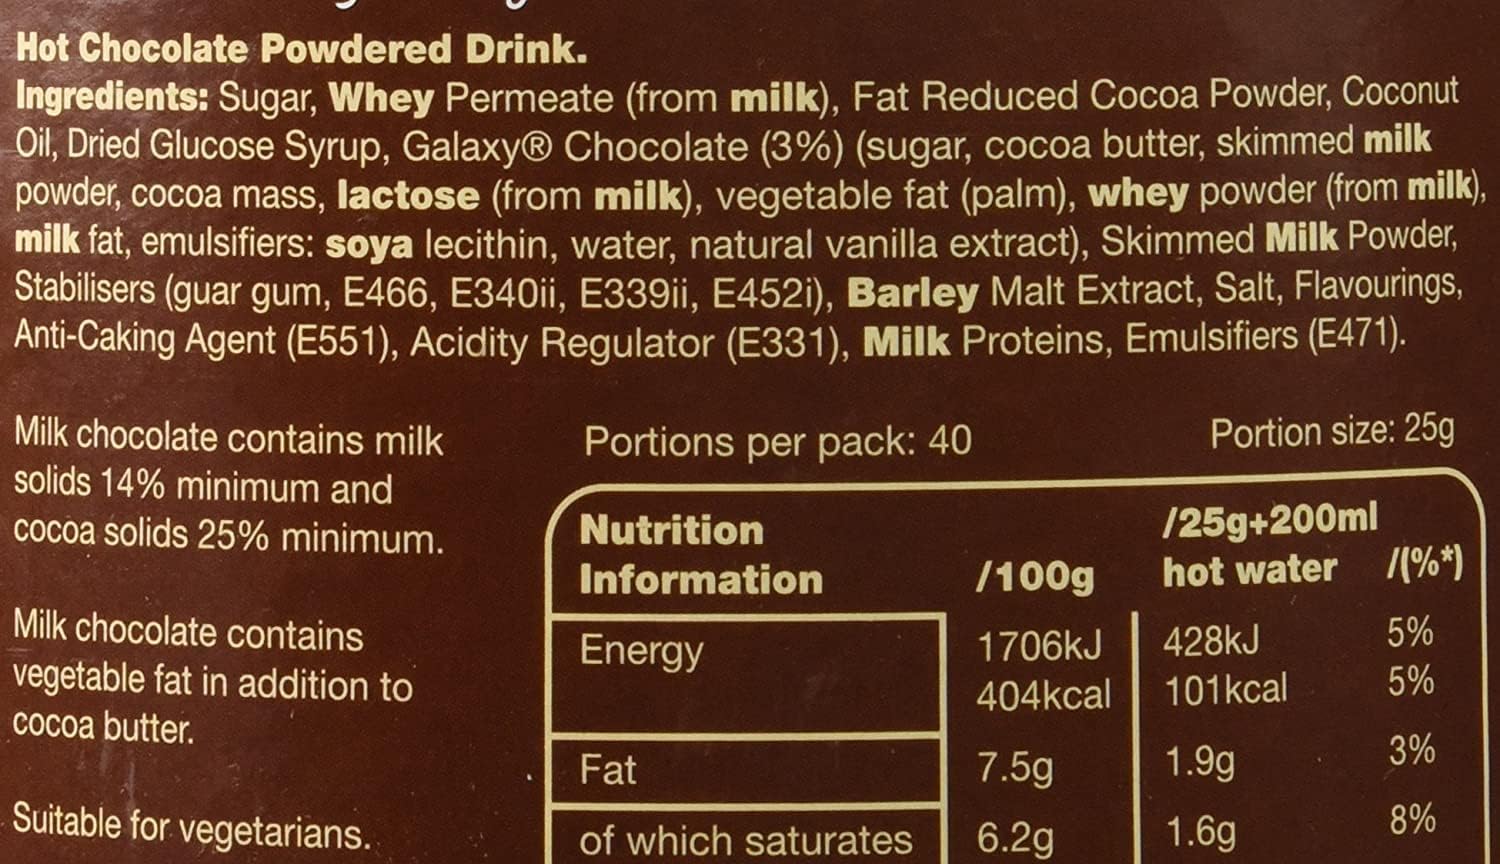 Hot Chocolate Powdered Drink.
Ingredients: Sugar, Whey Permeate (from milk), Fat Reduced Cocoa Powder, Coconut
Oil, Dried Glucose Syrup, Galaxy® Chocolate (3%) (sugar, cocoa butter, skimmed milk
powder, cocoa mass, lactose (from milk), vegetable fat (palm), whey powder (from milk),
milk fat, emulsifiers: soya lecithin, water, natural vanilla extract), Skimmed Milk Powder,
Stabilisers (guar gum, E466, E340ii, E339ii, E452i), Barley Malt Extract, Salt, Flavourings,
Anti-Caking Agent (E551), Acidity Regulator (E331), Milk Proteins, Emulsifiers (E471).
Milk chocolate contains milk
solids 14% minimum and
cocoa solids 25% minimum.
Milk chocolate contains
vegetable fat in addition to
cocoa butter.
Suitable for vegetarians.
Portions per pack: 40 Portion size: 25g
Nutrition /25g+200ml
Information /100g hot water /(%*)
Energy 1706kJ 428kJ 5%
404kcal 101kcal 5%
Fat 7.5g 1.9g 3%
of which saturates 6.2g 1.6g 8%